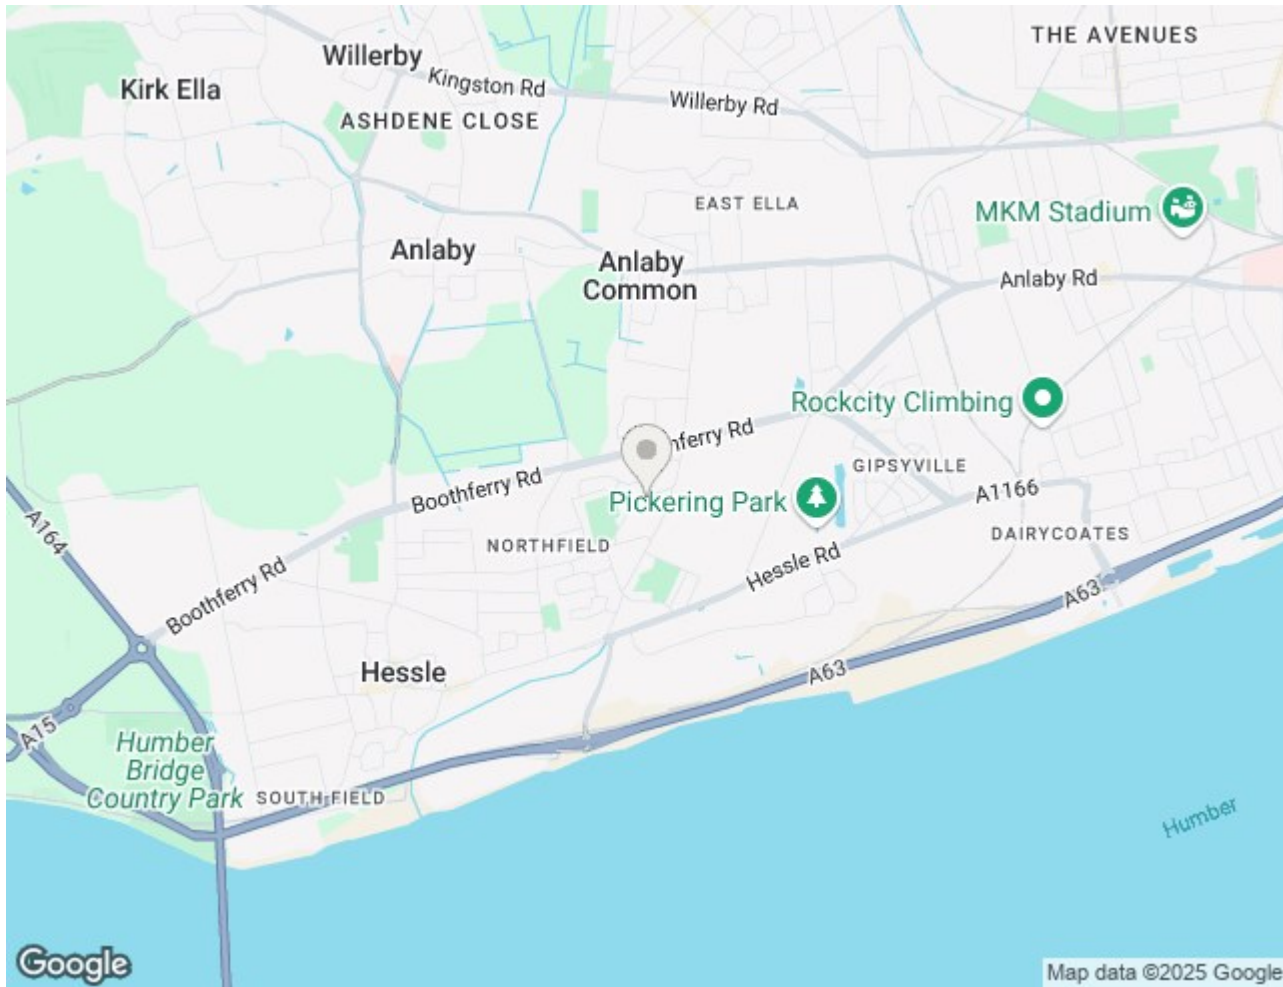 THE AVENUES
Willerby
Kirk Ella
Kingston Rd
Willerby Rd
ASHDENE CLOSE
EAST ELLA
MKM Stadium
Anlaby
Anlaby
Common
Anlaby Rd
Rockcity Climbing
nferry Rd
GIPSYVILLE
Boothferry Rd
Pickering Park
A1166
A164
NORTHFIELD
DAIRYCOATES
Hessle Rd
Boothferry Rd
A63
Hessle
A63
A15
Humber
Bridge
Country Park
SOUTH FIELD
Humber
Google
Map data ©2025 Google